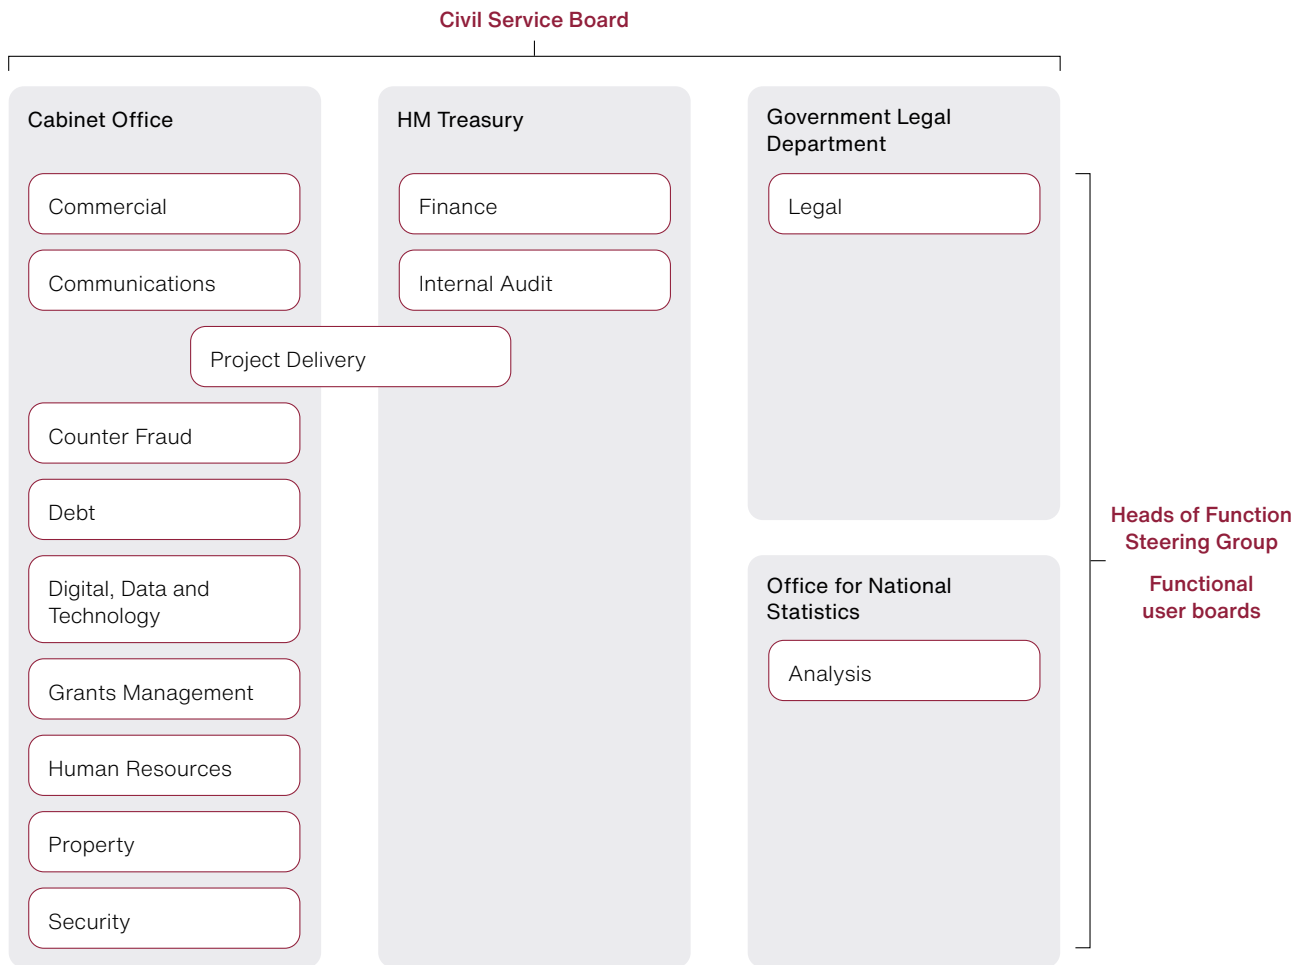 Civil Service Board
Cabinet Office
Commercial
Communications
Project Delivery
Counter Fraud
Debt
Digital, Data and
Technology
Grants Management
Human Resources
Property
Security
HM Treasury
Finance
Internal Audit
Government Legal
Department
Legal
Office for National
Statistics
Analysis
Heads of Function
Steering Group
Functional
user boards